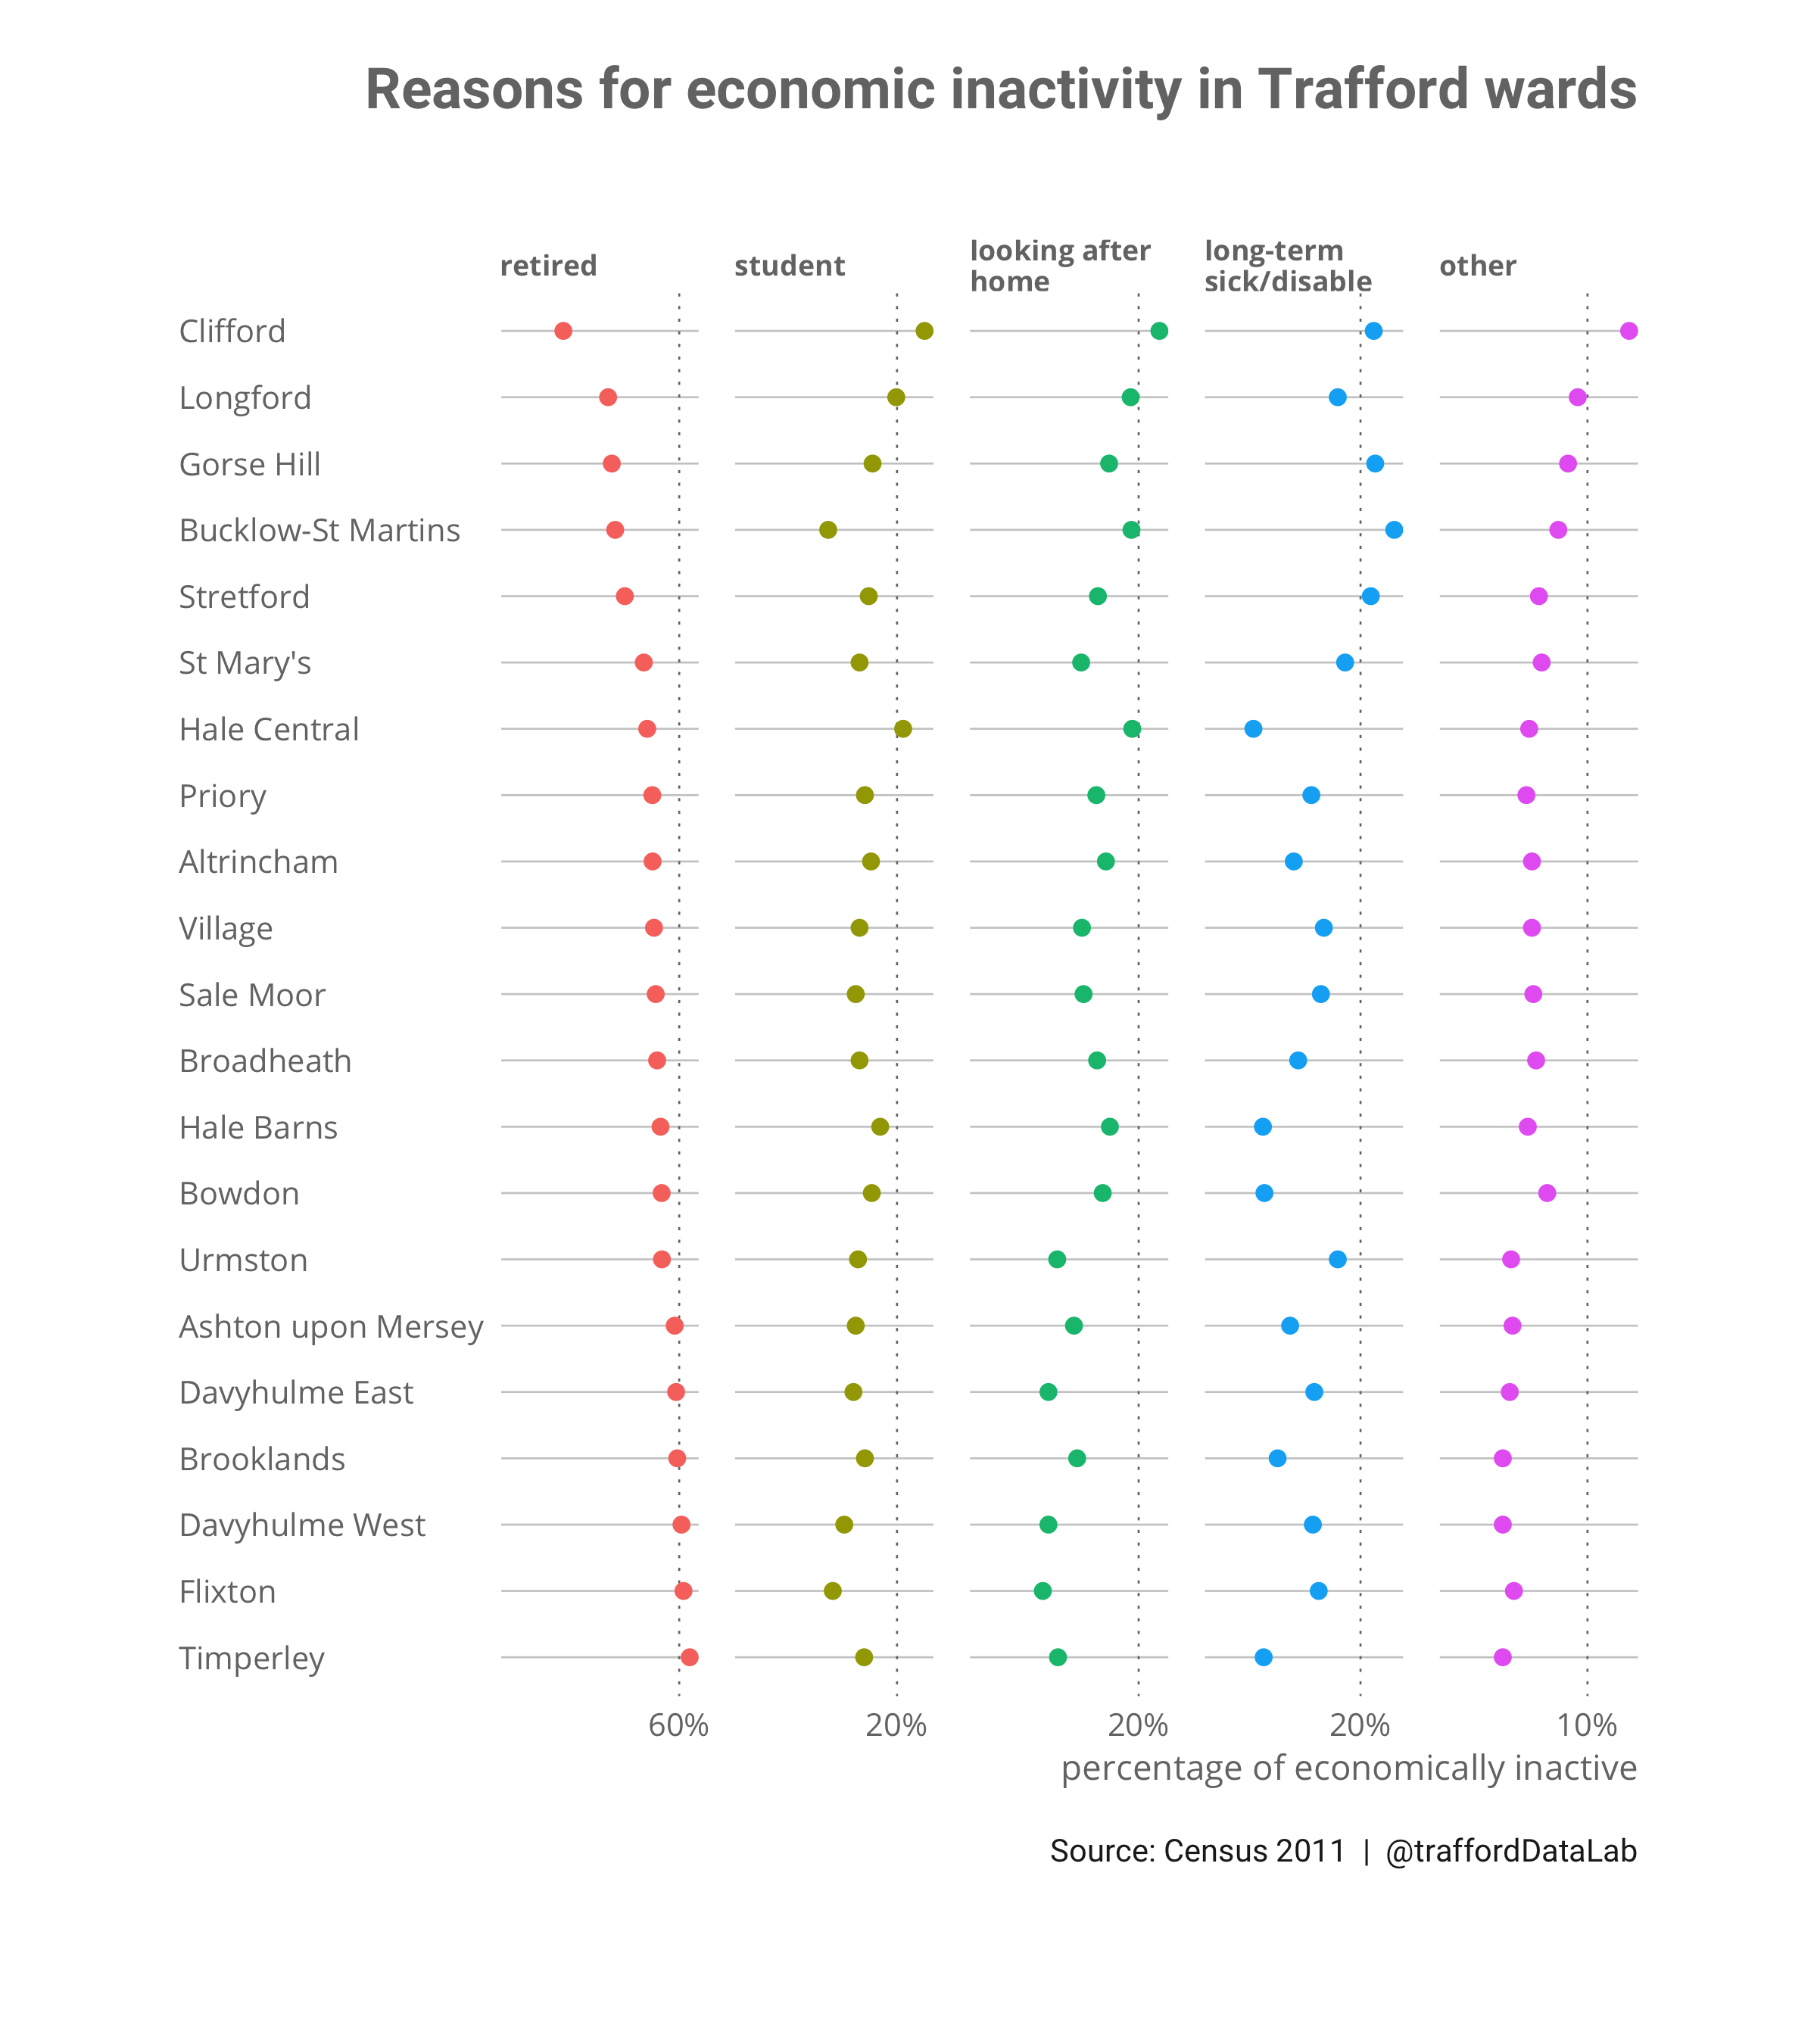 Reasons for economic inactivity in Trafford wards
retired
student
looking after
home
long-term
sick/disable
other
Clifford
Longford
Gorse Hill
Bucklow-St Martins
Stretford
St Mary's
Hale Central
Priory
Altrincham
Village
Sale Moor
Broadheath
Hale Barns
Bowdon
Urmston
Ashton upon Mersey
Davyhulme East
Brooklands
Davyhulme West
Flixton
Timperley
60% 20% 20% 20% 10%
percentage of economically inactive
Source: Census 2011 | @traffordDataLab